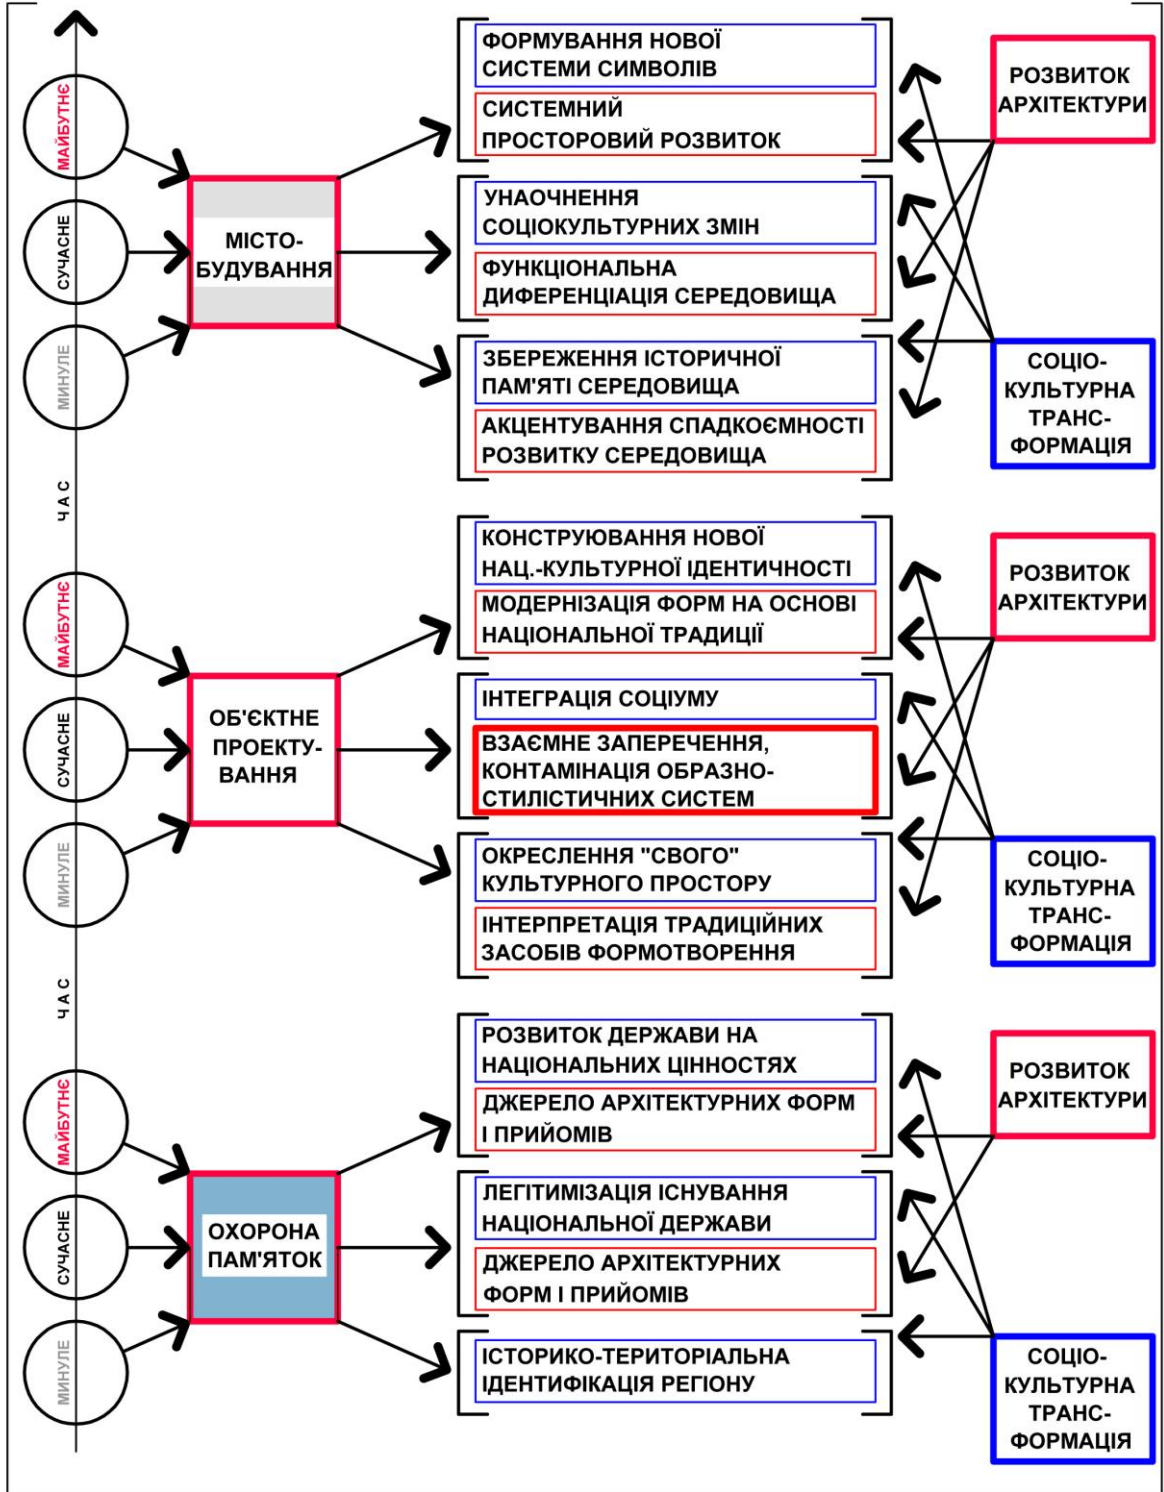 МАЙБУТНЄ
СУЧАСНЕ
МИНУЛЕ
МІСТО-
БУДУВАННЯ
ФОРМУВАННЯ НОВОЇ
СИСТЕМИ СИМВОЛІВ
СИСТЕМНИЙ
ПРОСТОРОВИЙ РОЗВИТОК
УНАОЧНЕННЯ
СОЦІОКУЛЬТУРНИХ ЗМІН
ФУНКЦІОНАЛЬНА
ДИФЕРЕНЦІАЦІЯ СЕРЕДОВИЩА
ЗБЕРЕЖЕННЯ ІСТОРИЧНОЇ
ПАМ'ЯТІ СЕРЕДОВИЩА
АКЦЕНТУВАННЯ СПАДКОЄМНОСТІ
РОЗВИТКУ СЕРЕДОВИЩА
РОЗВИТОК
АРХІТЕКТУРИ
СОЦІО-
КУЛЬТУРНА
ТРАНС-
ФОРМАЦІЯ
ЧАС
МАЙБУТНЄ
СУЧАСНЕ
МИНУЛЕ
ОБ'ЄКТНЕ
ПРОЕКТУ-
ВАННЯ
КОНСТРУЮВАННЯ НОВОЇ
НАЦ.-КУЛЬТУРНОЇ ІДЕНТИЧНОСТІ
МОДЕРНІЗАЦІЯ ФОРМ НА ОСНОВІ
НАЦІОНАЛЬНОЇ ТРАДИЦІЇ
ІНТЕГРАЦІЯ СОЦІУМУ
ВЗАЄМНЕ ЗАПЕРЕЧЕННЯ,
КОНТАМІНАЦІЯ ОБРАЗНО-
СТИЛІСТИЧНИХ СИСТЕМ
ОКРЕСЛЕННЯ "СВОГО"
КУЛЬТУРНОГО ПРОСТОРУ
ІНТЕРПРЕТАЦІЯ ТРАДИЦІЙНИХ
ЗАСОБІВ ФОРМОТВОРЕННЯ
РОЗВИТОК
АРХІТЕКТУРИ
СОЦІО-
КУЛЬТУРНА
ТРАНС-
ФОРМАЦІЯ
ЧАС
МАЙБУТНЄ
СУЧАСНЕ
МИНУЛЕ
ОХОРОНА
ПАМ'ЯТОК
РОЗВИТОК ДЕРЖАВИ НА
НАЦІОНАЛЬНИХ ЦІННОСТЯХ
ДЖЕРЕЛО АРХІТЕКТУРНИХ ФОРМ
І ПРИЙОМІВ
ЛЕГІТИМІЗАЦІЯ ІСНУВАННЯ
НАЦІОНАЛЬНОЇ ДЕРЖАВИ
ДЖЕРЕЛО АРХІТЕКТУРНИХ
ФОРМ І ПРИЙОМІВ
ІСТОРИКО-ТЕРИТОРІАЛЬНА
ІДЕНТИФІКАЦІЯ РЕГІОНУ
РОЗВИТОК
АРХІТЕКТУРИ
СОЦІО-
КУЛЬТУРНА
ТРАНС-
ФОРМАЦІЯ